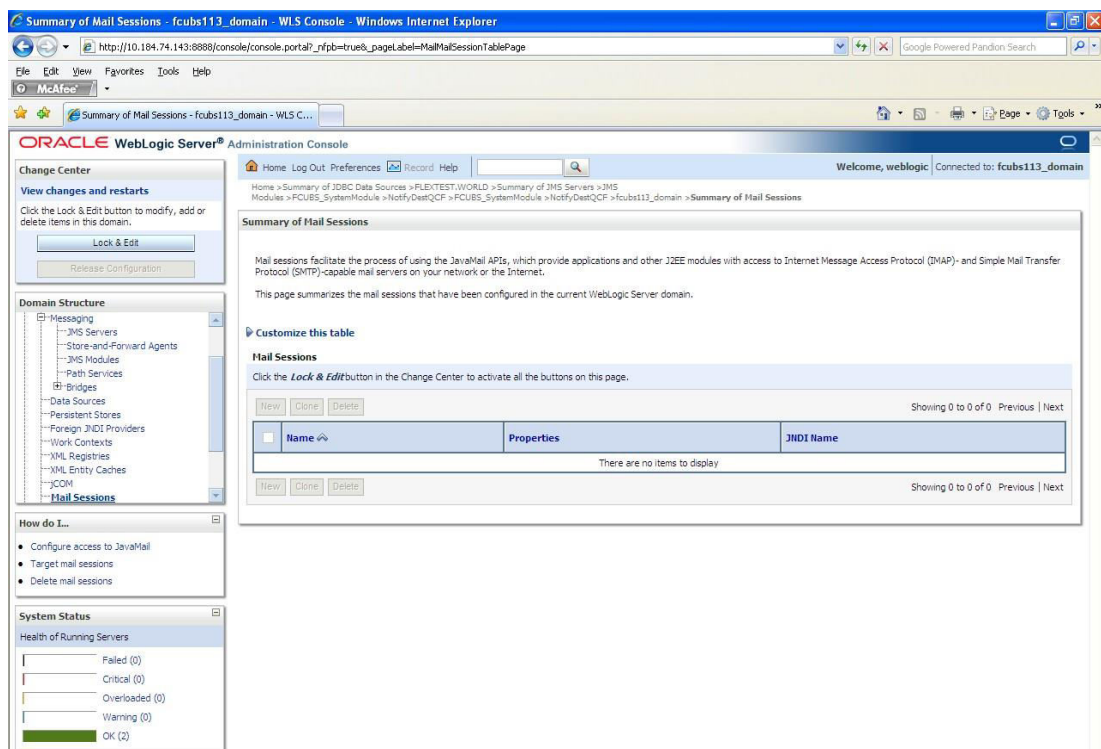 Summary of Mail Sessions - fcubs113_domain - WLS Console - Windows Internet Explorer
http://10.184.74.143:8888/console/console.portal?_nfpb=true&_pageLabel=MailMailSessionTablePage
Google Powered Pandion Search
File Edit View Favorites Tools Help
McAfee
Summary of Mail Sessions - fcubs113_domain - WLS C...
Page Tools
ORACLE WebLogic Server® Administration Console
Change Center
View changes and restarts
Click the Lock & Edit button to modify, add or
delete items in this domain.
Lock & Edit
Release Configuration
Domain Structure
Messaging
JMS Servers
Store-and-Forward Agents
JMS Modules
Path Services
Bridges
Data Sources
Persistent Stores
Foreign JNDI Providers
Work Contexts
XML Registries
XML Entity Caches
jCOM
Mail Sessions
How do I...
Configure access to JavaMail
Target mail sessions
Delete mail sessions
System Status
Health of Running Servers
Failed (0)
Critical (0)
Overloaded (0)
Warning (0)
OK (2)
Home Log Out Preferences Record Help
Welcome, weblogic Connected to: fcubs113_domain
Home >Summary of JDBC Data Sources >FLEXTEST.WORLD >Summary of JMS Servers >JMS
Modules >FCUBS_SystemModule >NotifyDestQCF >FCUBS_SystemModule >NotifyDestQCF >fcubs113_domain >Summary of Mail Sessions
Summary of Mail Sessions
Mail sessions facilitate the process of using the JavaMail APIs, which provide applications and other J2EE modules with access to Internet Message Access Protocol (IMAP)- and Simple Mail Transfer
Protocol (SMTP)-capable mail servers on your network or the Internet.
This page summarizes the mail sessions that have been configured in the current WebLogic Server domain.
Customize this table
Mail Sessions
Click the Lock & Edit button in the Change Center to activate all the buttons on this page.
New Clone Delete
Showing 0 to 0 of 0 Previous | Next
Name Properties JNDI Name
There are no items to display
New Clone Delete
Showing 0 to 0 of 0 Previous | Next